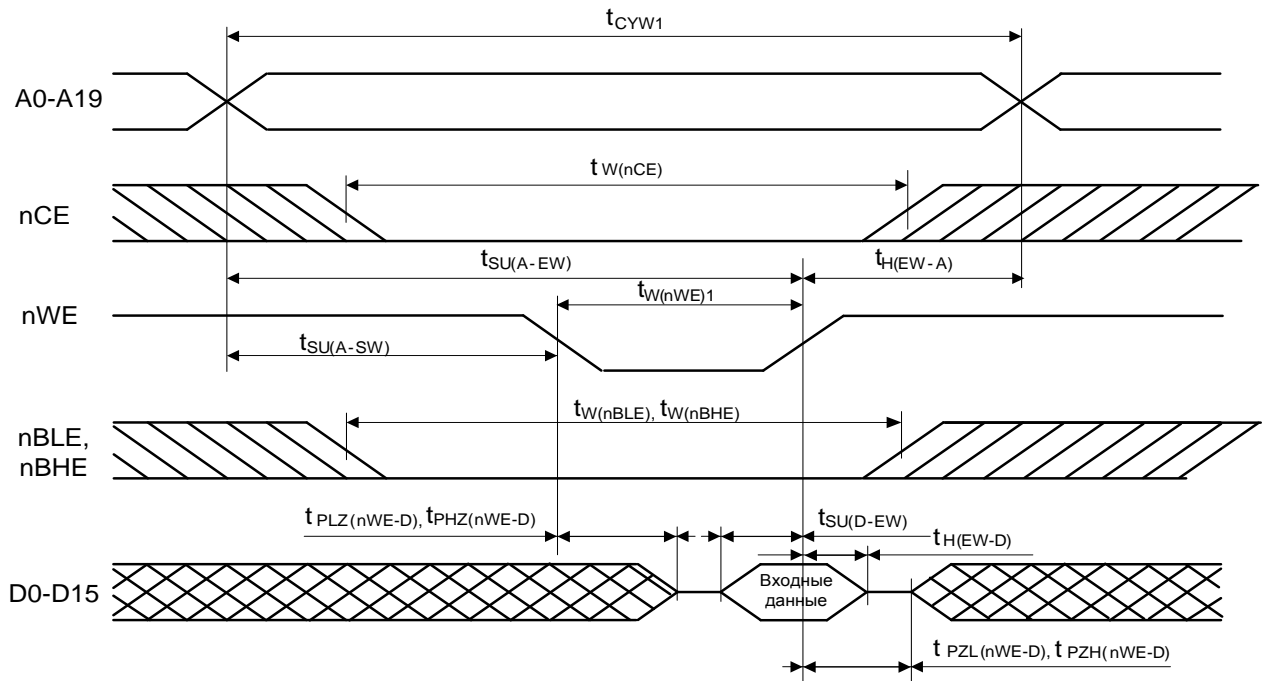 tCYW1
A0-A19
t W(nCE)
nCE
tSU(A-EW)
tH(EW-A)
tW(nWE)1
nWE
tSU(A-SW)
tW(nBLE), tW(nBHE)
nBLE,
nBHE
t PLZ(nWE-D), tPHZ(nWE-D)
tSU(D-EW)
tH(EW-D)
D0-D15
Входные
данные
t PZL(nWE-D), t PZH(nWE-D)